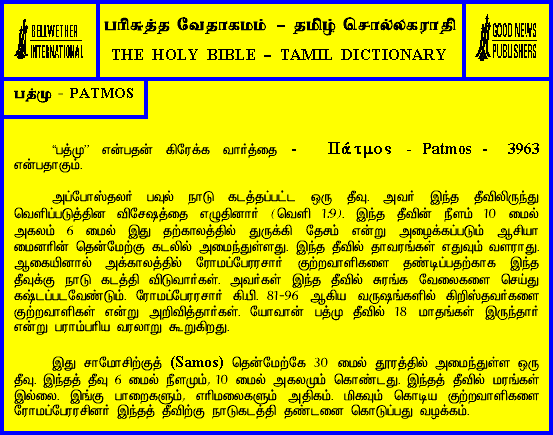 BELLWETHER
INTERNATIONAL
பரிசுத்த வேதாகமம் – தமிழ் சொல்லகராதி
THE HOLY BIBLE – TAMIL DICTIONARY
GOOD NEWS
PUBLISHERS
பத்மு - PATMOS
“பத்மு” என்பதன் கிரேக்க வார்த்தை - Πάτμος - Patmos - 3963
என்பதாகும்.
அப்போஸ்தலர் பவுல் நாடு கடத்தப்பட்ட ஒரு தீவு. அவர் இந்த தீவிலிருந்து
வெளிப்படுத்தின விசேஷத்தை எழுதினார் (வெளி 1:9). இந்த தீவின் நீளம் 10 மைல்
அகலம் 6 மைல் இது தற்காலத்தில் துருக்கி தேசம் என்று அழைக்கப்படும் ஆசியா
மைனரின் தென்மேற்கு கடலில் அமைந்துள்ளது. இந்த தீவில் தாவரங்கள் எதுவும் வளராது.
ஆகையினால் அக்காலத்தில் ரோமப்பேரரசார் குற்றவாளிகளை தண்டிப்பதற்காக இந்த
தீவுக்கு நாடு கடத்தி விடுவார்கள். அவர்கள் இந்த தீவில் சுரங்க வேலைகளை செய்து
கஷ்டப்படவேண்டும். ரோமப்பேரரசார் கி.பி. 81-96 ஆகிய வருஷங்களில் கிறிஸ்தவர்களை
குற்றவாளிகள் என்று அறிவித்தார்கள். யோவான் பத்மு தீவில் 18 மாதங்கள் இருந்தார்
என்று பராம்பரிய வரலாறு கூறுகிறது.
இது சாமோசிற்குத் (Samos) தென்மேற்கே 30 மைல் தூரத்தில் அமைந்துள்ள ஒரு
தீவு. இந்தத் தீவு 6 மைல் நீளமும், 10 மைல் அகலமும் கொண்டது. இந்தத் தீவில் மரங்கள்
இல்லை. இங்கு பாறைகளும், எரிமலைகளும் அதிகம். மிகவும் கொடிய குற்றவாளிகளை
ரோமப்பேரரசினர் இந்தத் தீவிற்கு நாடுகடத்தி தண்டனை கொடுப்பது வழக்கம்.